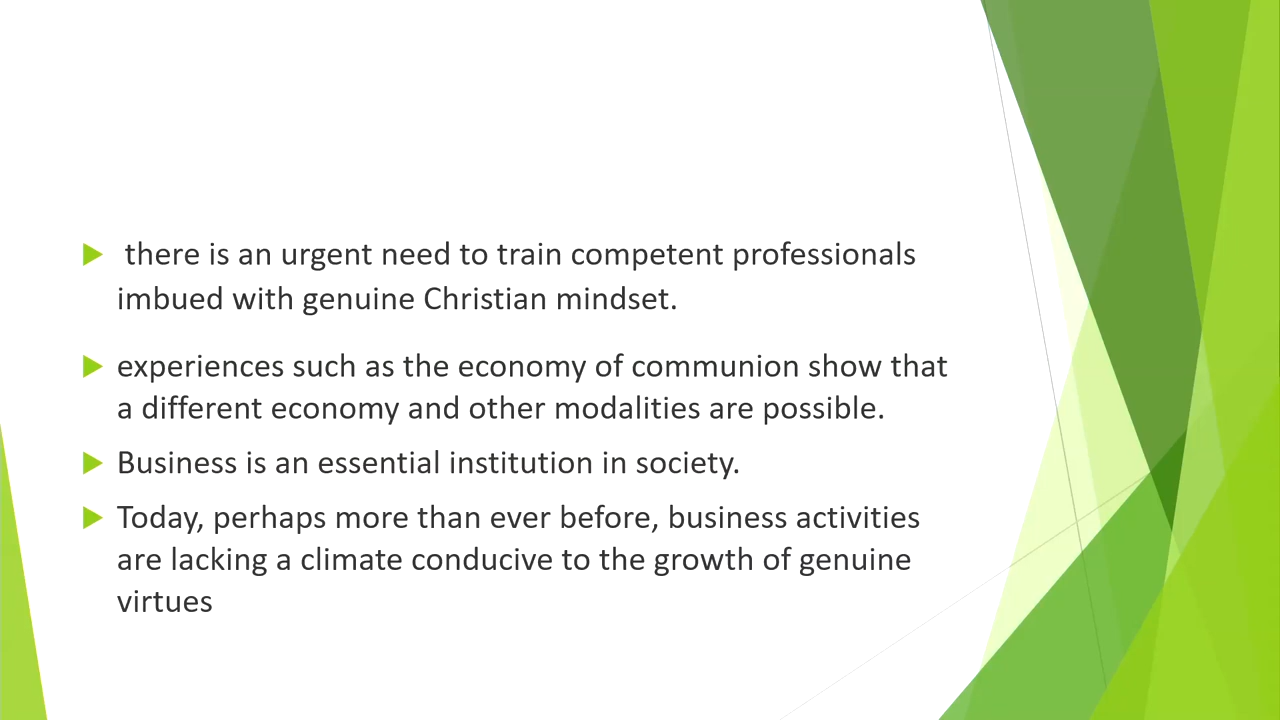 there is an urgent need to train competent professionals
imbued with genuine Christian mindset.
experiences such as the economy of communion show that
a different economy and other modalities are possible.
Business is an essential institution in society.
Today, perhaps more than ever before, business activities
are lacking a climate conducive to the growth of genuine
virtues